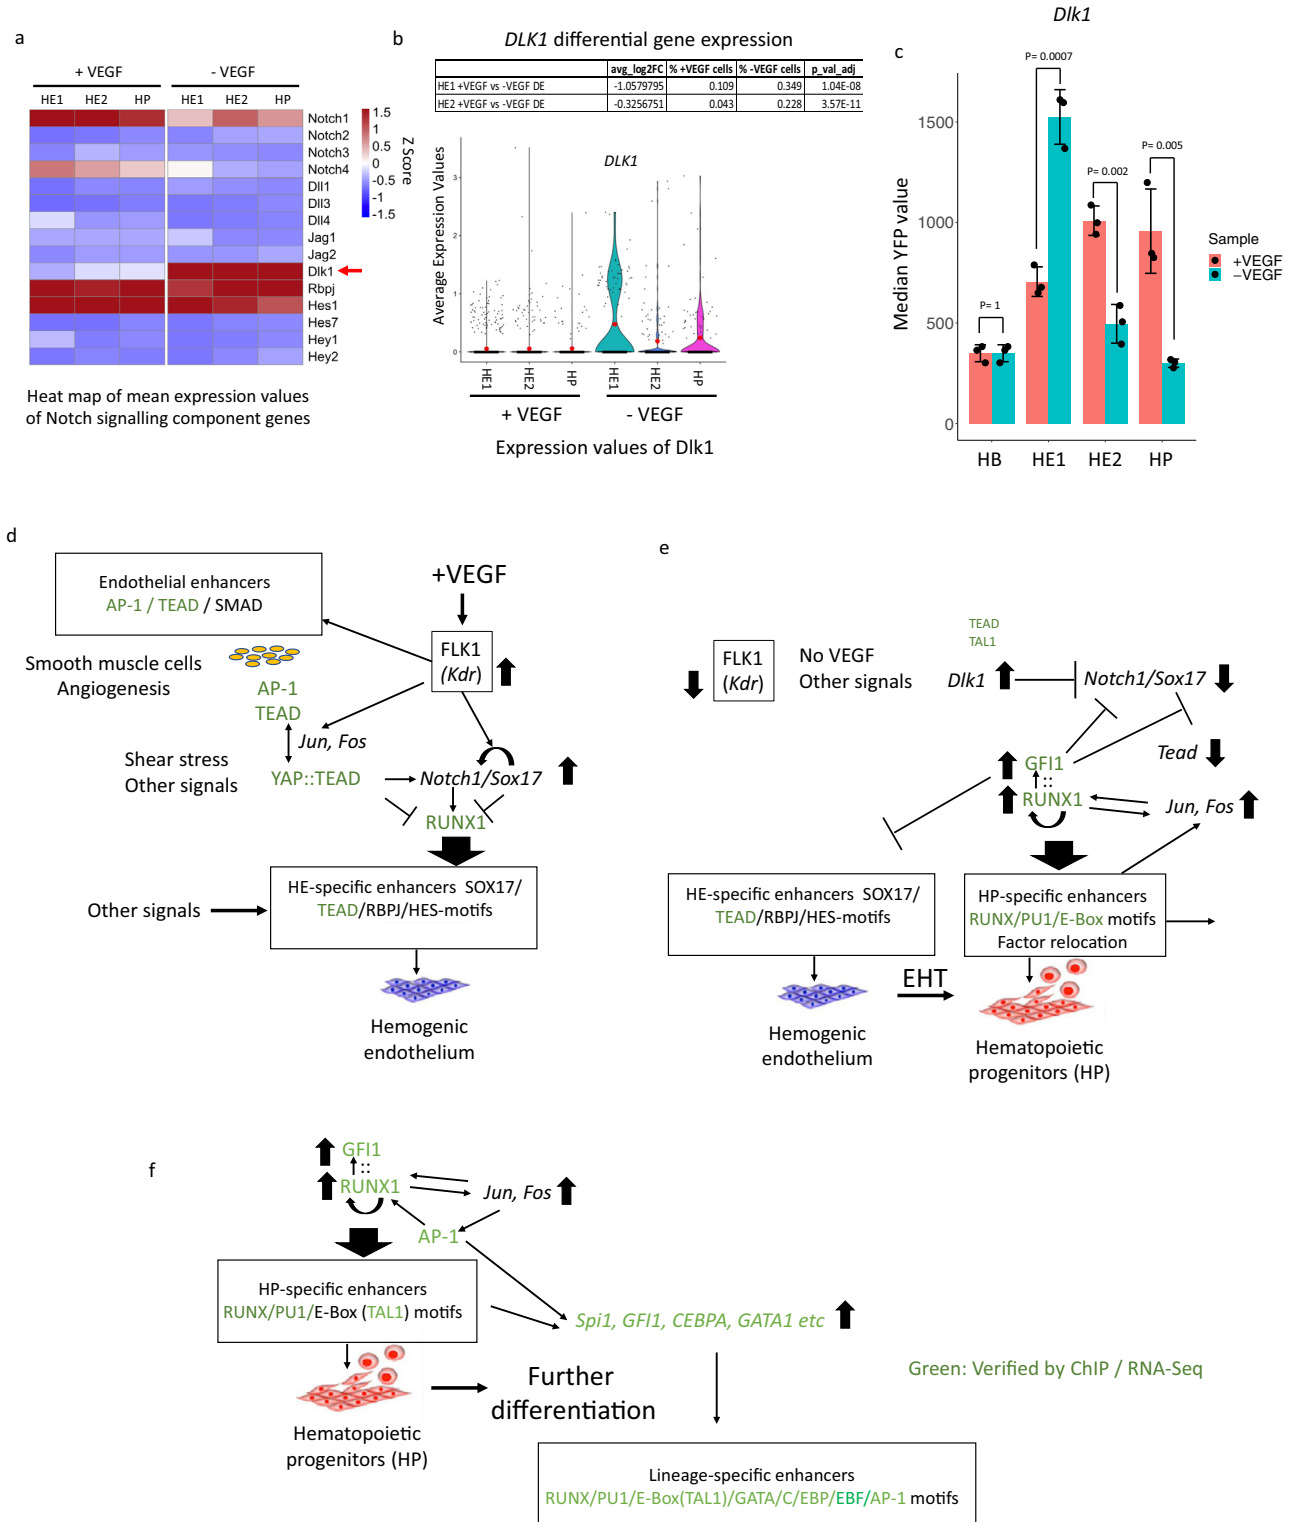 a
+ VEGF - VEGF
HE1 HE2 HP HE1 HE2 HP
Notch1
Notch2
Notch3
Notch4
Dll1
Dll3
Dll4
Jag1
Jag2
Dlk1
Rbpj
Hes1
Hes7
Hey1
Hey2
1.5
1
0.5
0
-0.5
-1
-1.5
Z Score
Heat map of mean expression values
of Notch signalling component genes
b
DLK1 differential gene expression
avg_log2FC % +VEGF cells % -VEGF cells p_val_adj
HE1 +VEGF vs -VEGF DE -1.0579795 0.109 0.349 1.04E-08
HE2 +VEGF vs -VEGF DE -0.3256751 0.043 0.228 3.57E-11
DLK1
Average Expression Values
3
2
1
0
HE1 HE2 HP HE1 HE2 HP
+ VEGF - VEGF
Expression values of Dlk1
Dlk1
c
P= 0.0007
P= 0.005
P= 0.002
P= 1
Median YFP value
1500
1000
500
0
HB HE1 HE2 HP
Sample
+VEGF
−VEGF
d
Endothelial enhancers
AP-1 / TEAD / SMAD
+VEGF
FLK1
(Kdr)
Smooth muscle cells
Angiogenesis
AP-1
TEAD
Jun, Fos
Shear stress
Other signals
YAP::TEAD
Notch1/Sox17
RUNX1
HE-specific enhancers SOX17/
TEAD/RBPJ/HES-motifs
Other signals
Hemogenic
endothelium
e
TEAD
TAL1
FLK1
(Kdr)
No VEGF
Other signals
Dlk1
Notch1/Sox17
Tead
GFI1
::
RUNX1
Jun, Fos
HE-specific enhancers SOX17/
TEAD/RBPJ/HES-motifs
HP-specific enhancers
RUNX/PU1/E-Box motifs
Factor relocation
EHT
Hemogenic
endothelium
Hematopoietic
progenitors (HP)
f
GFI1
::
RUNX1
Jun, Fos
AP-1
HP-specific enhancers
RUNX/PU1/E-Box (TAL1) motifs
Spi1, GFI1, CEBPA, GATA1 etc
Further
differentiation
Green: Verified by ChIP / RNA-Seq
Hematopoietic
progenitors (HP)
Lineage-specific enhancers
RUNX/PU1/E-Box(TAL1)/GATA/C/EBP/EBF/AP-1 motifs